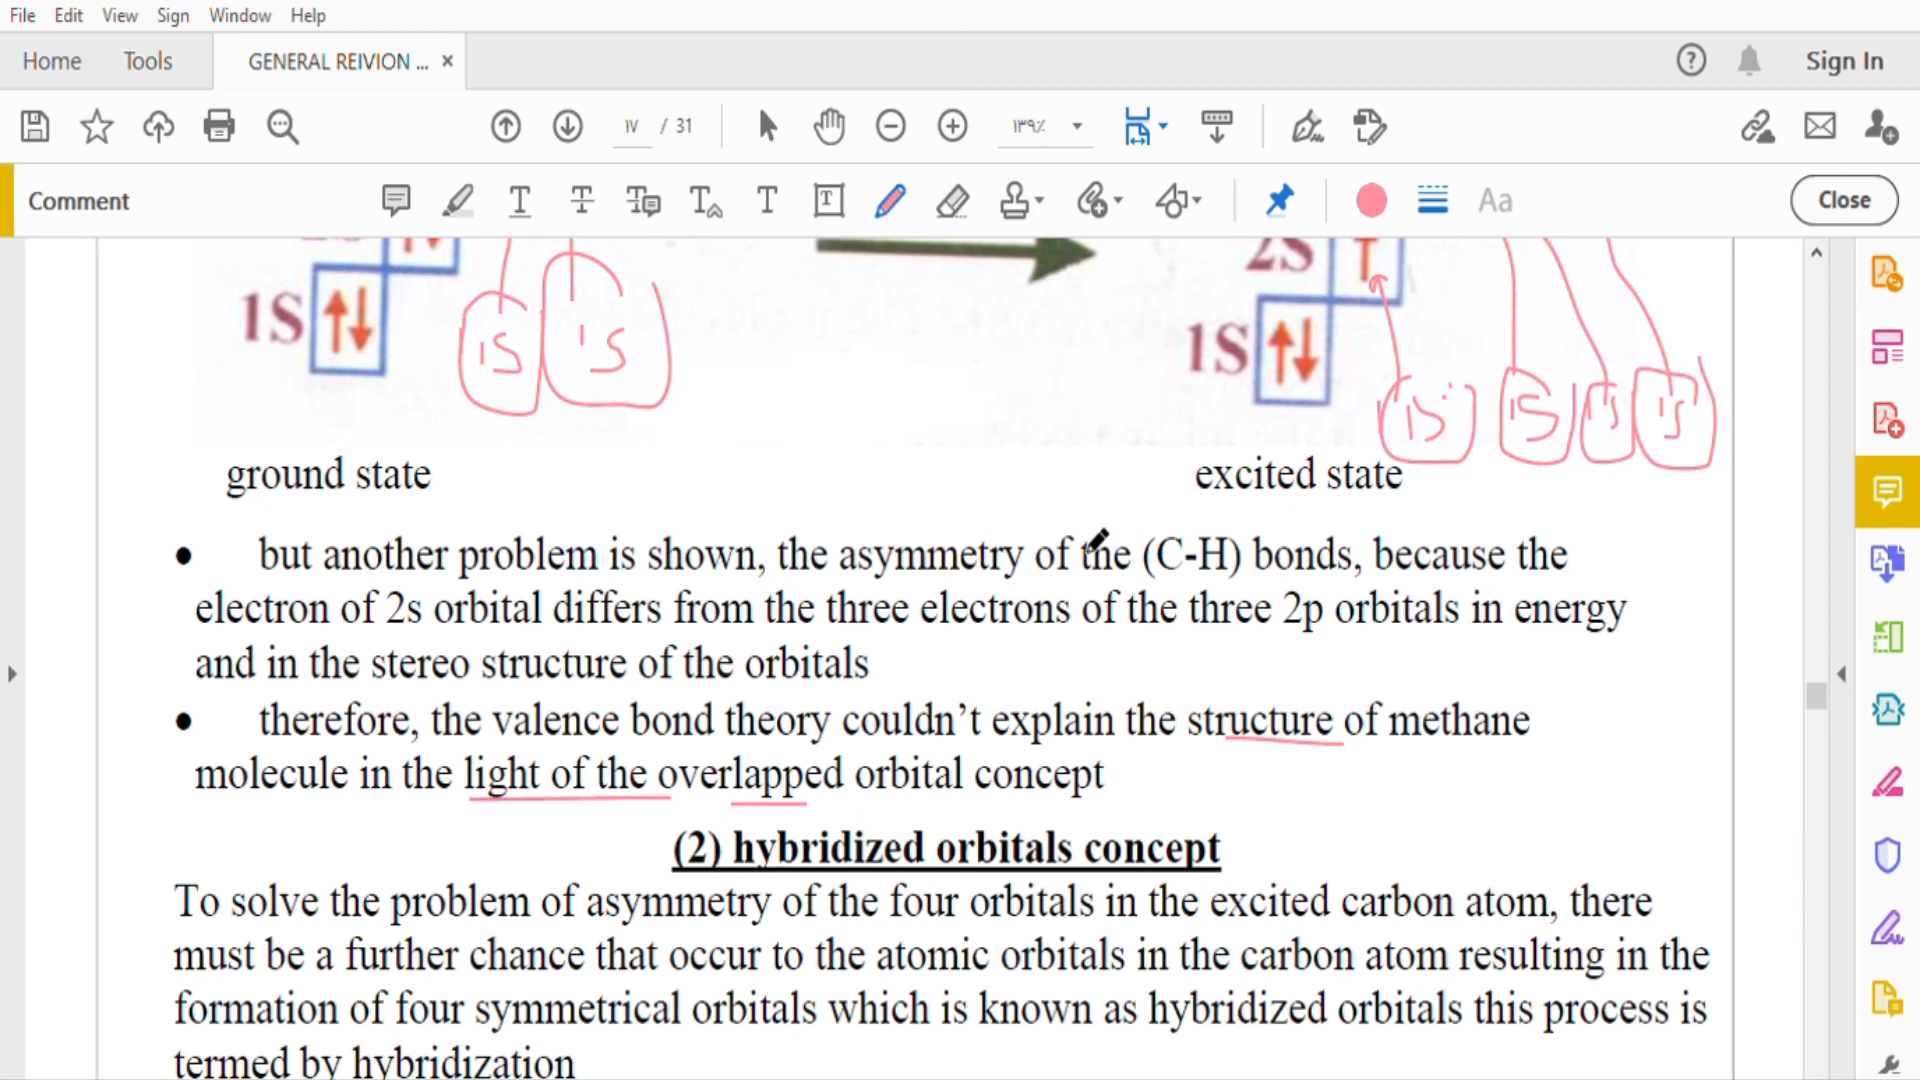 File Edit View Sign Window Help
Home Tools GENERAL REIVION ... × Sign In
١٧ / 31 ١٣٩٪
Comment Aa Close
2S
1S 1S 1S 1S 1S 1S 1S 1S
ground state excited state
• but another problem is shown, the asymmetry of the (C-H) bonds, because the
electron of 2s orbital differs from the three electrons of the three 2p orbitals in energy
and in the stereo structure of the orbitals
• therefore, the valence bond theory couldn’t explain the structure of methane
molecule in the light of the overlapped orbital concept
(2) hybridized orbitals concept
To solve the problem of asymmetry of the four orbitals in the excited carbon atom, there
must be a further chance that occur to the atomic orbitals in the carbon atom resulting in the
formation of four symmetrical orbitals which is known as hybridized orbitals this process is
termed by hybridization